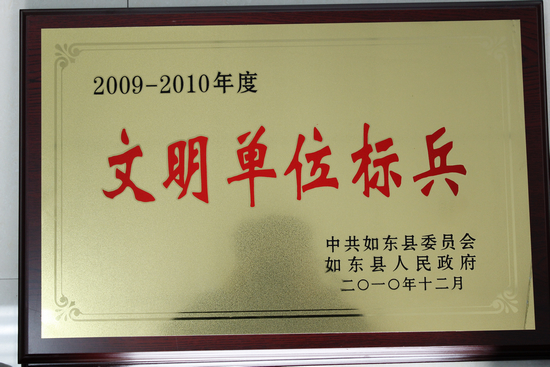 2009-2010年度
文明单位标兵
中共如东县委员会
如东县人民政府
二〇一〇年十二月